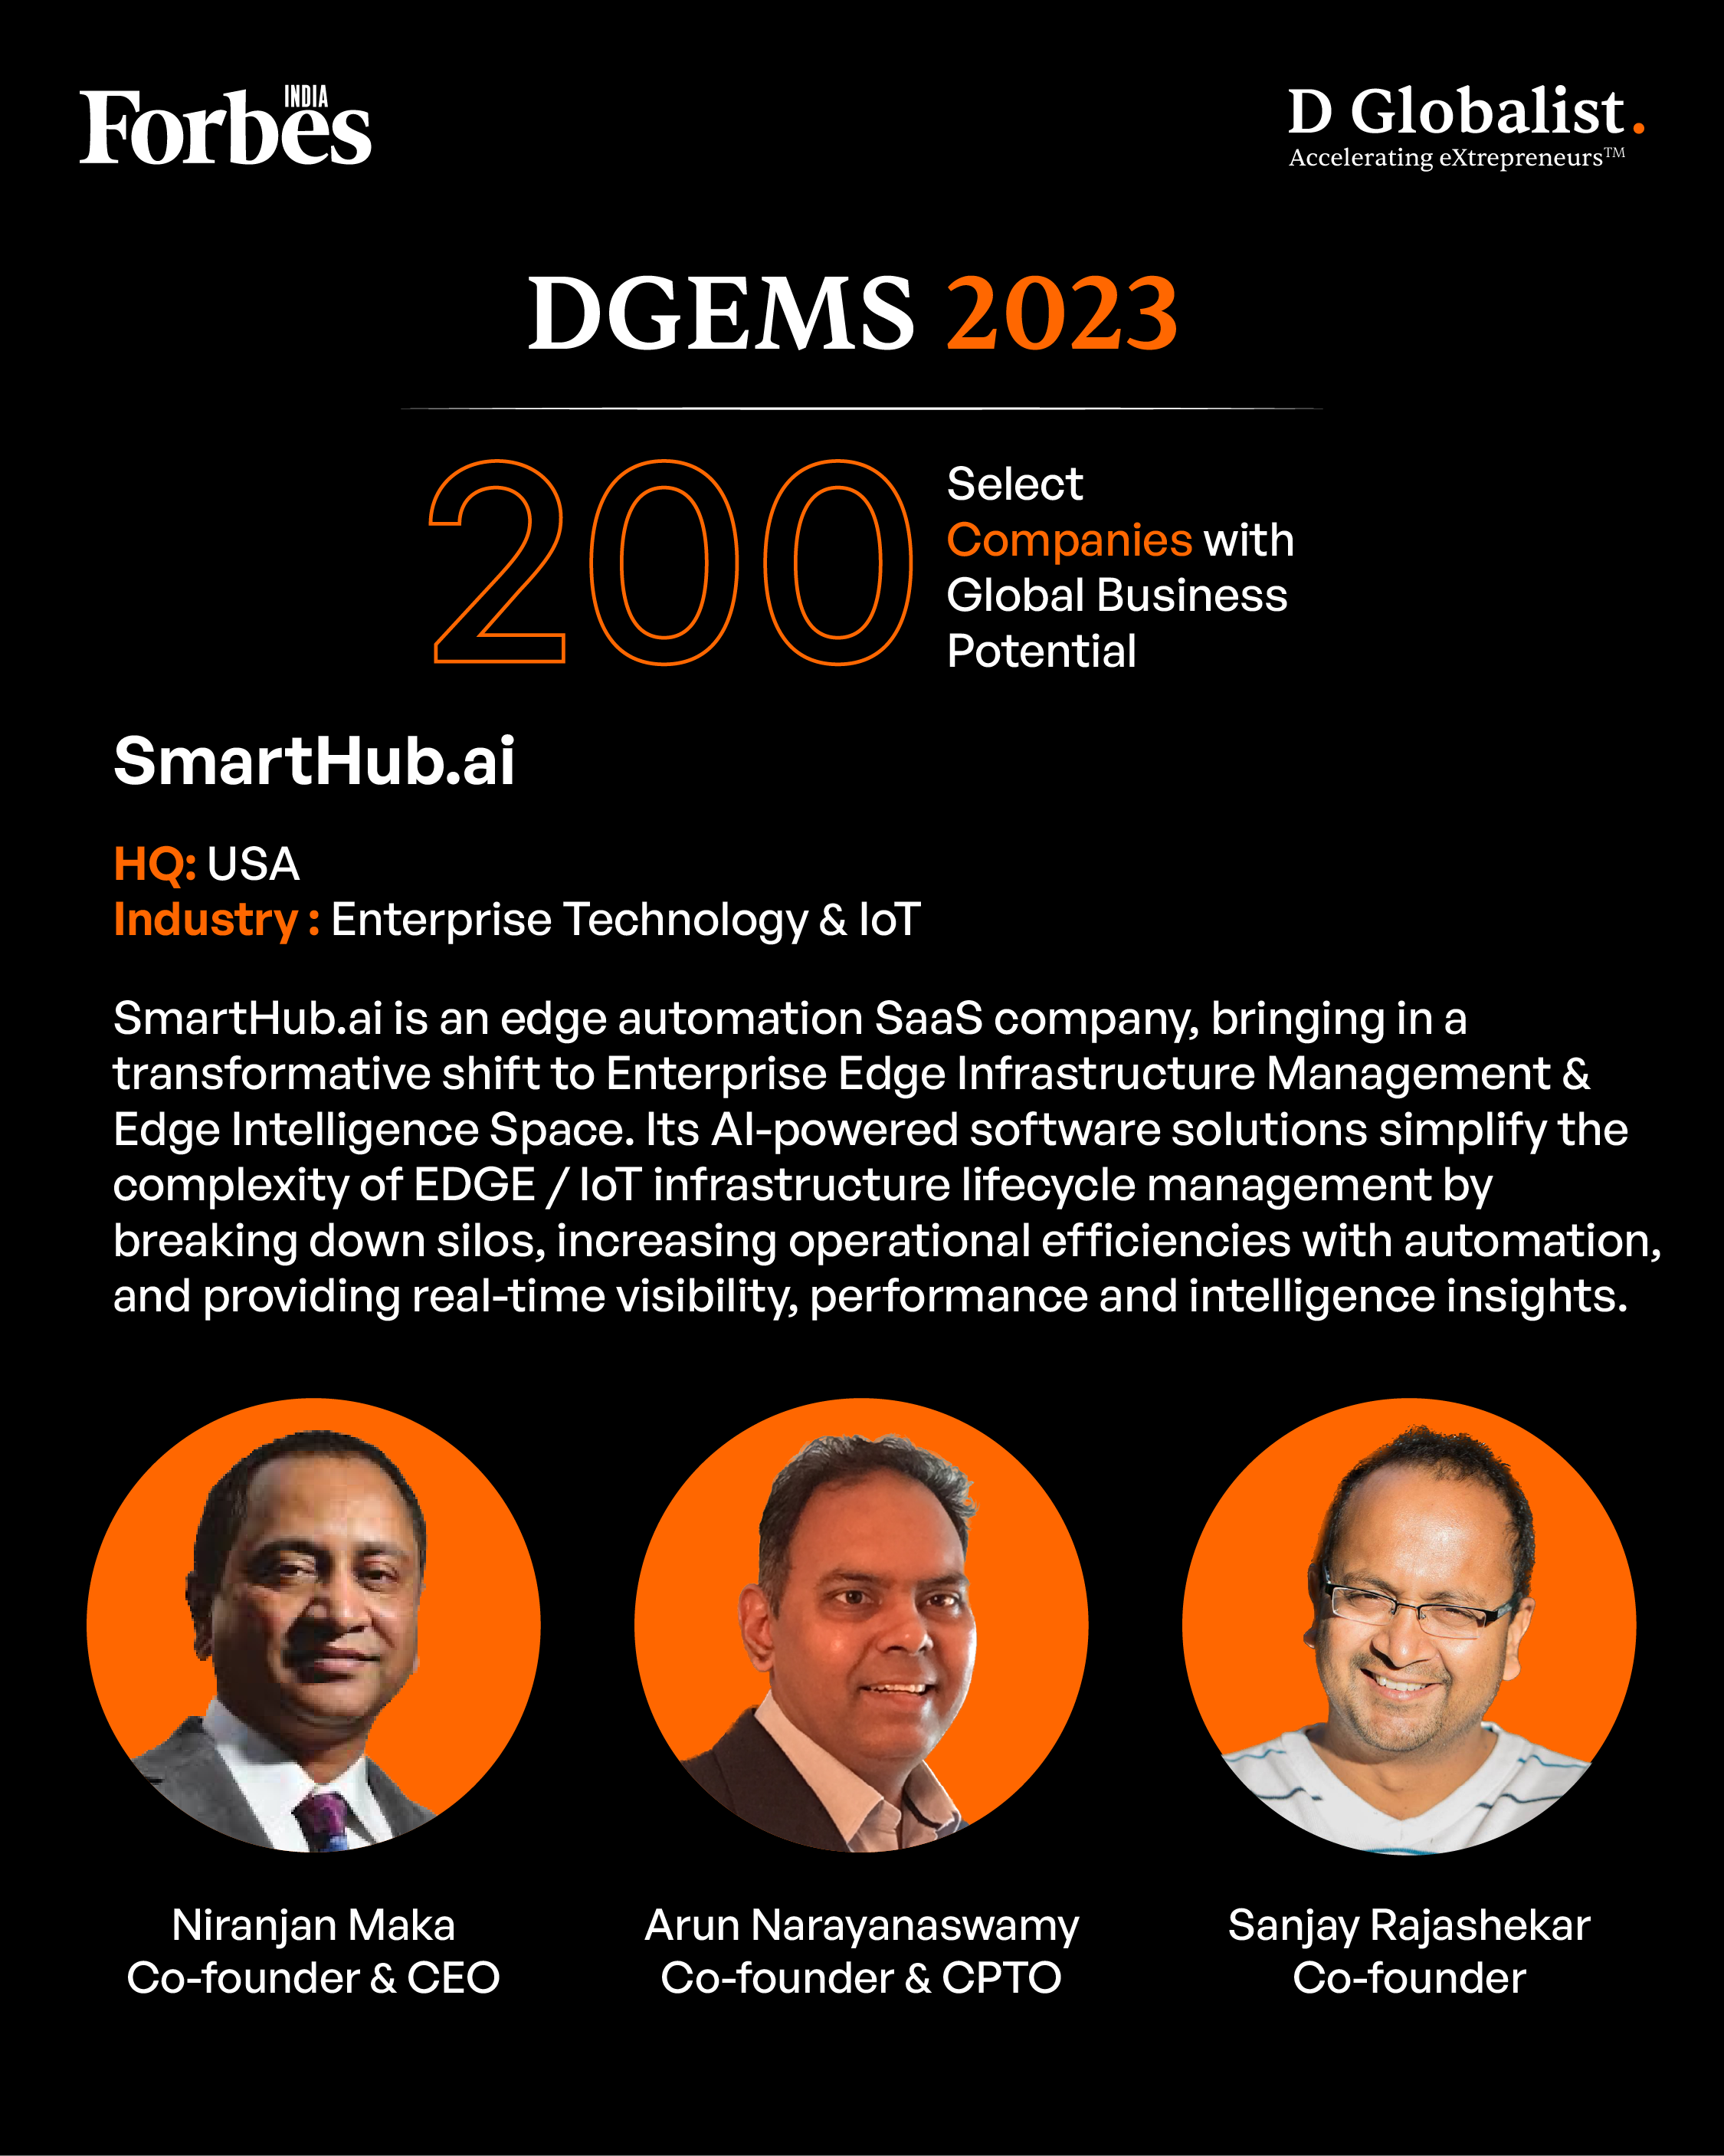 Forbes INDIA
D Globalist.
Accelerating eXtrepreneurs™
DGEMS 2023
200
Select
Companies with
Global Business
Potential
SmartHub.ai
HQ: USA
Industry : Enterprise Technology & IoT
SmartHub.ai is an edge automation SaaS company, bringing in a
transformative shift to Enterprise Edge Infrastructure Management &
Edge Intelligence Space. Its AI-powered software solutions simplify the
complexity of EDGE / IoT infrastructure lifecycle management by
breaking down silos, increasing operational efficiencies with automation,
and providing real-time visibility, performance and intelligence insights.
Niranjan Maka
Co-founder & CEO
Arun Narayanaswamy
Co-founder & CPTO
Sanjay Rajashekar
Co-founder